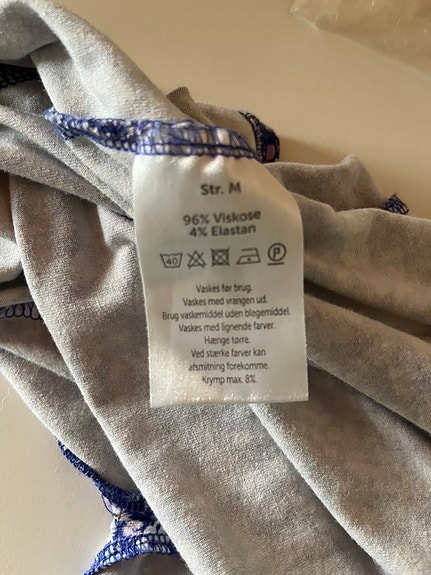 Str. M
96% Viskose
4% Elastan
40 P
Vaskes før brug.
Vaskes med vrangen ud.
Brug vaskemiddel uden blegemiddel.
Vaskes med lignende farver.
Hænge tørre.
Ved stærke farver kan
afsmitning forekomme.
Krymp max. 8%.